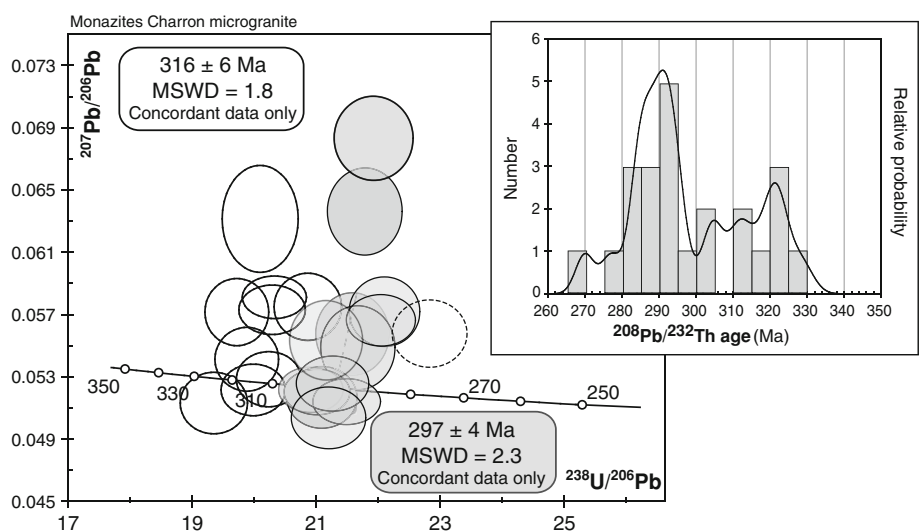 Monazites Charron microgranite
0.073
0.069
0.065
0.061
0.057
0.053
0.049
0.045
207Pb/206Pb
316 ± 6 Ma
MSWD = 1.8
Concordant data only
350
330
310
270
250
297 ± 4 Ma
MSWD = 2.3
Concordant data only
238U/206Pb
17
19
21
23
25
6
5
4
3
2
1
0
Number
Relative probability
260 270 280 290 300 310 320 330 340 350
208Pb/232Th age (Ma)